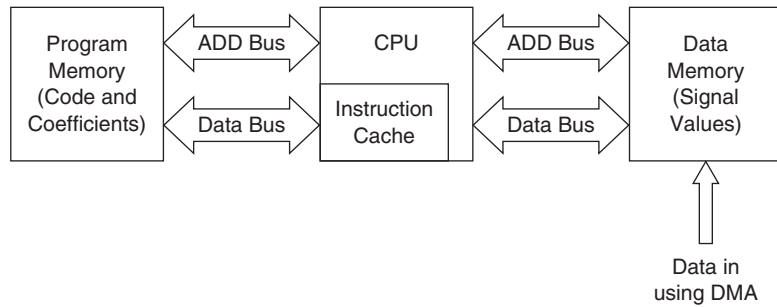 Program
Memory
(Code and
Coefficients)
ADD Bus
Data Bus
CPU
Instruction
Cache
ADD Bus
Data Bus
Data
Memory
(Signal
Values)
Data in
using DMA